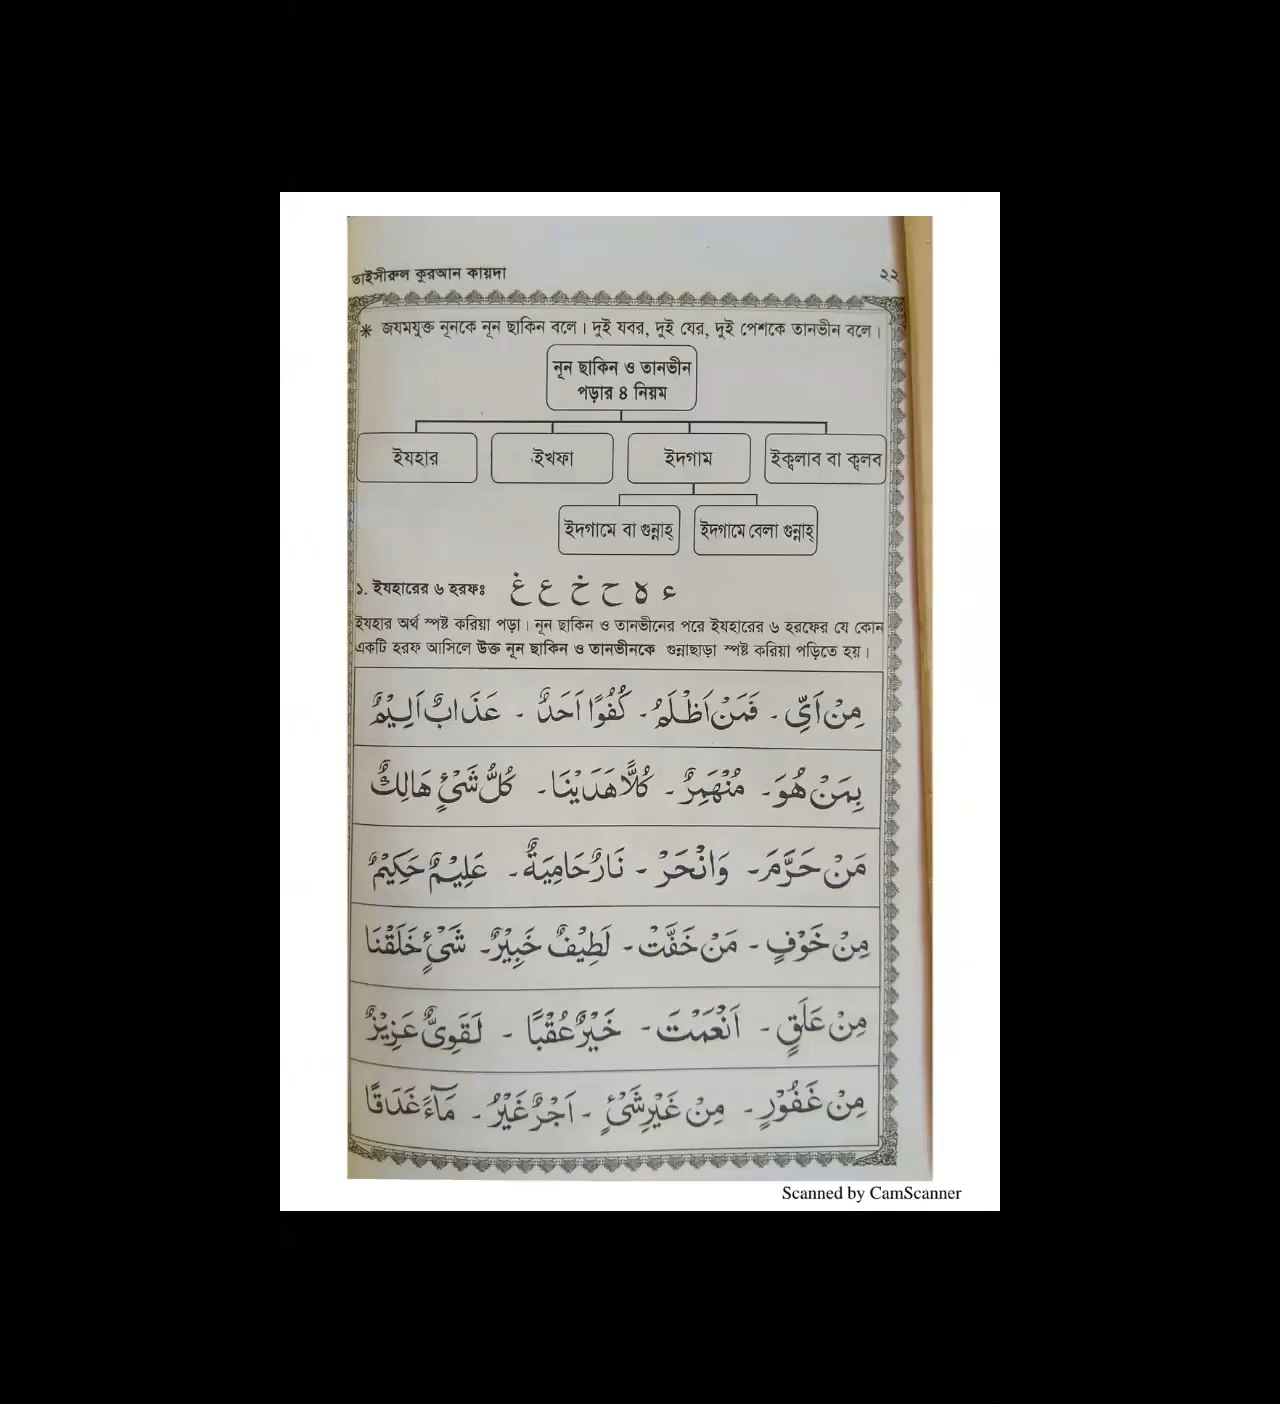 তাইসীরুল কুরআন কায়দা ২২
* জযমযুক্ত নূনকে নূন ছাকিন বলে। দুই যবর, দুই যের, দুই পেশকে তানভীন বলে।
নূন ছাকিন ও তানভীন
পড়ার ৪ নিয়ম
ইযহার ইখফা ইদগাম ইক্বলাব বা ক্বলব
ইদগামে বা গুন্নাহ্ ইদগামে বেলা গুন্নাহ্
১. ইযহারের ৬ হরফঃ ء ه ح خ ع غ
ইযহার অর্থ স্পষ্ট করিয়া পড়া। নূন ছাকিন ও তানভীনের পরে ইযহারের ৬ হরফের যে কোন
একটি হরফ আসিলে উক্ত নূন ছাকিন ও তানভীনকে গুন্নাছাড়া স্পষ্ট করিয়া পড়িতে হয়।
مِنْ اَيِّ - فَمَنْ اَظْلَمُ - كُفُوًا اَحَدٌ - عَذَابٌ اَلِيْمٌ
بِمَنْ هُوَ - مُنْهَمِرٌ - كُلًّا هَدَيْنَا - كُلُّ شَيْءٍ هَالِكٌ
مَنْ حَرَّمَ - وَانْحَرْ - نَارٌ حَامِيَةٌ - عَلِيْمٌ حَكِيْمٌ
مِنْ خَوْفٍ - مَنْ خَفَّتْ - لَطِيْفٌ خَبِيْرٌ - شَيْءٍ خَلَقْنَا
مِنْ عَلَقٍ - اَنْعَمْتَ - خَيْرٌ عُقْبًا - لَقَوِيٌّ عَزِيْزٌ
مِنْ غَفُوْرٍ - مِنْ غَيْرِ شَيْءٍ - اَجْرٌ غَيْرُ - مَآءً غَدَقًا
Scanned by CamScanner